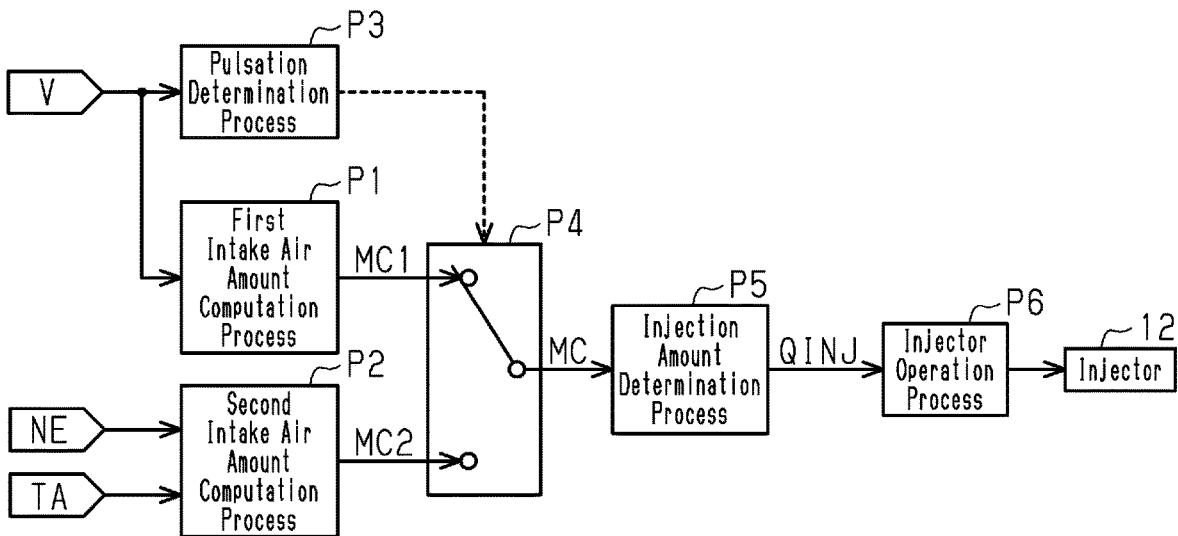 P3
V
Pulsation
Determination
Process
P1
First
Intake Air
Amount
Computation
Process
MC1
P4
P2
NE
TA
Second
Intake Air
Amount
Computation
Process
MC2
MC
P5
Injection
Amount
Determination
Process
QINJ
P6
Injector
Operation
Process
12
Injector